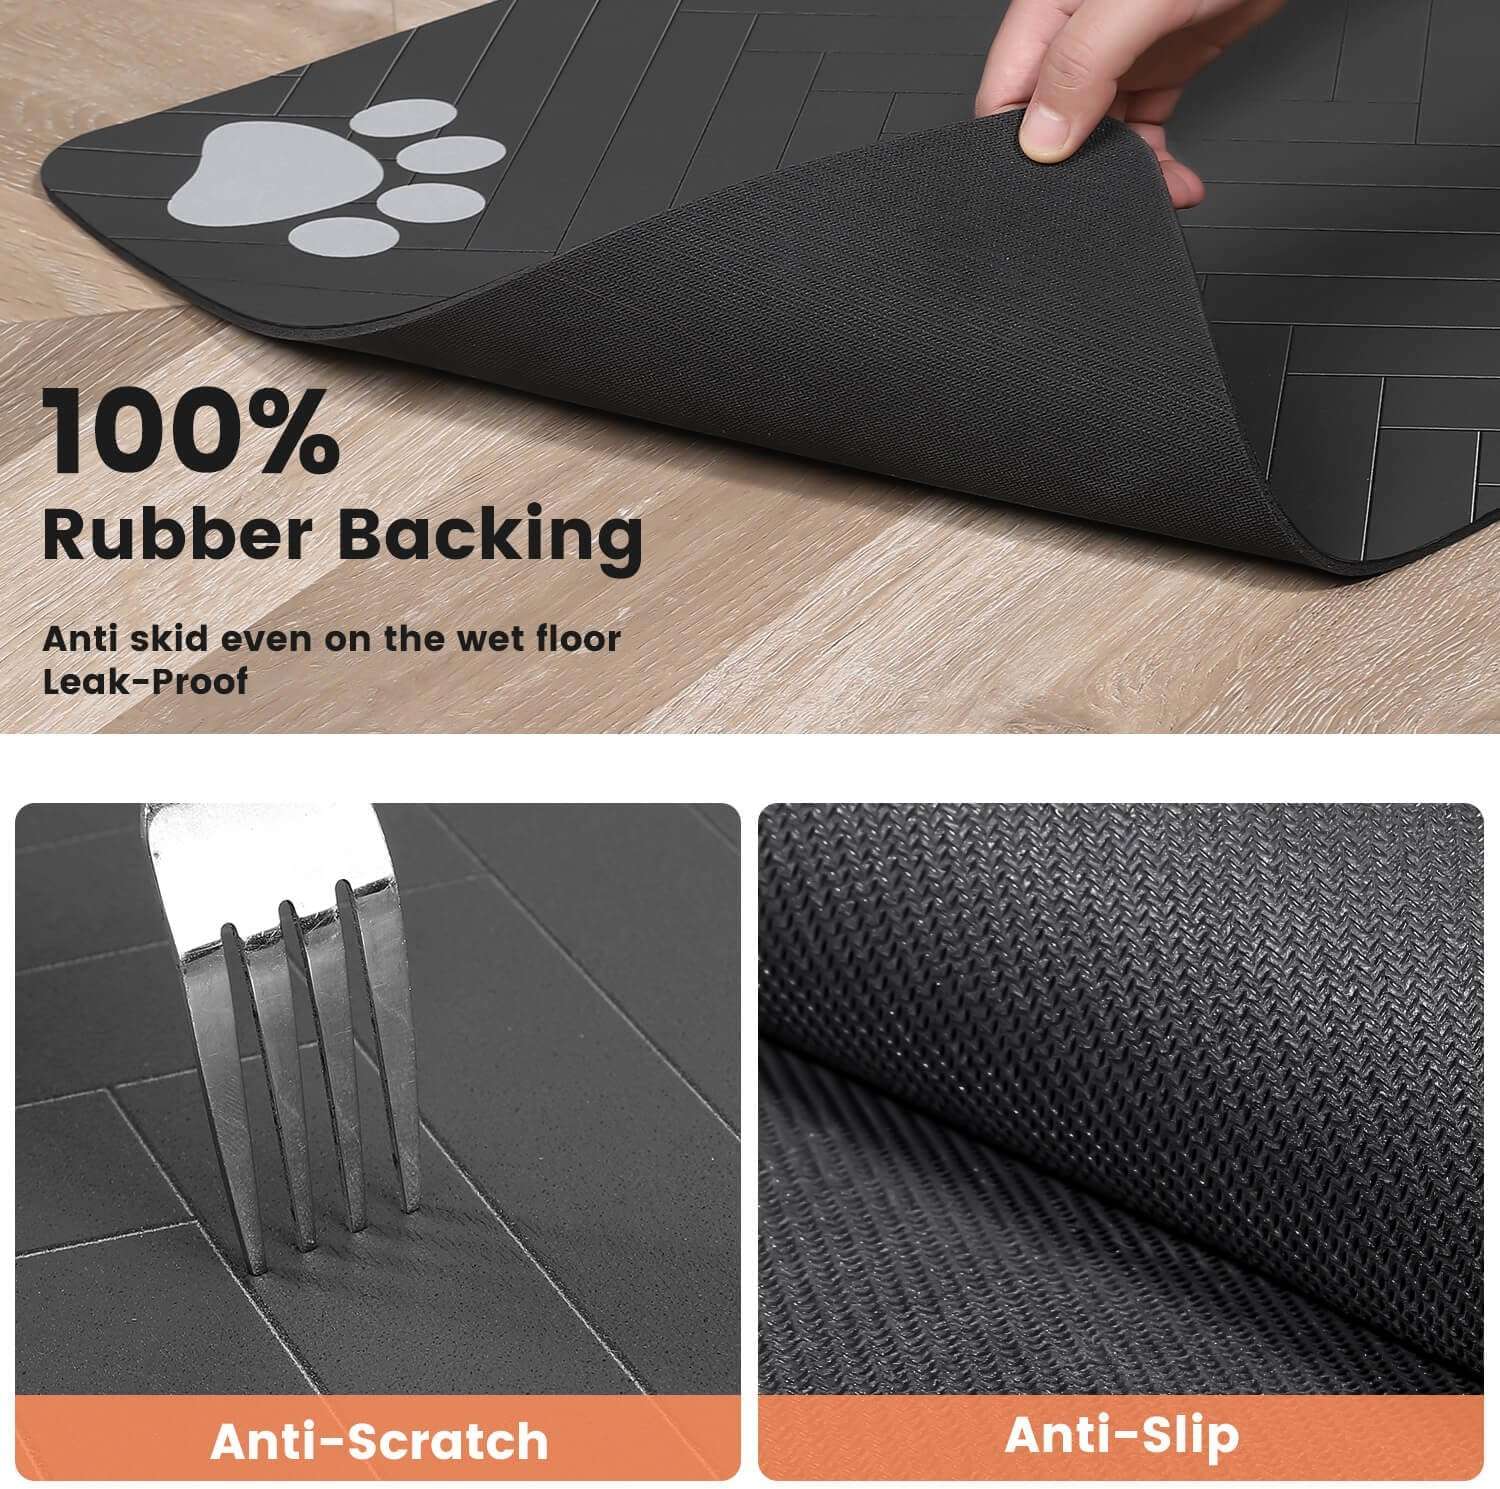 100%
Rubber Backing
Anti skid even on the wet floor
Leak-Proof
Anti-Scratch
Anti-Slip